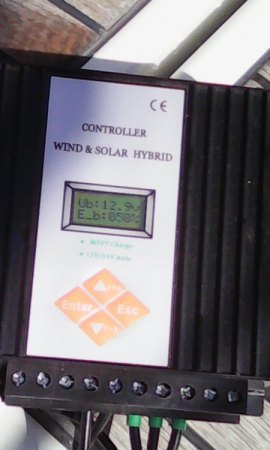 CE
CONTROLLER
WIND & SOLAR HYBRID
Ub:12.9v
E_b:058%
MPPT Charge
12V/24V Auto
Enter
Esc